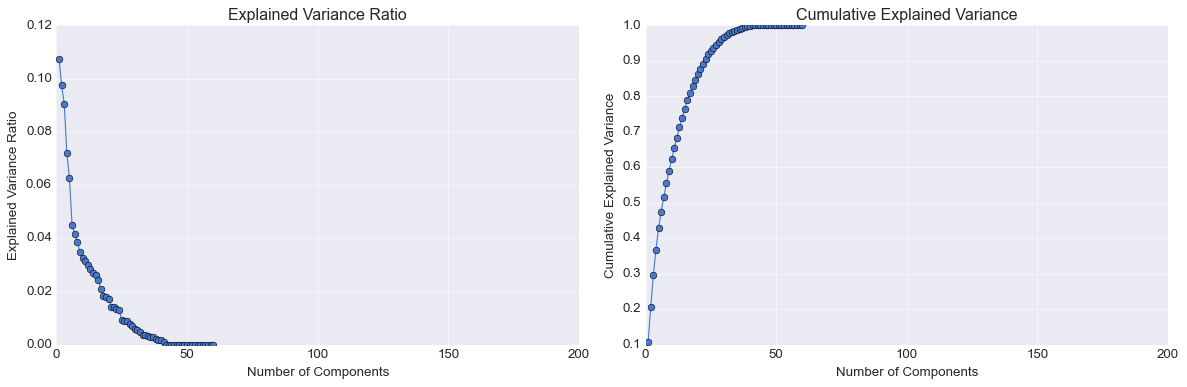 Explained Variance Ratio
0.12
0.10
0.08
0.06
0.04
0.02
0.00
Explained Variance Ratio
0 50 100 150 200
Number of Components
Cumulative Explained Variance
1.0
0.9
0.8
0.7
0.6
0.5
0.4
0.3
0.2
0.1
Cumulative Explained Variance
0 50 100 150 200
Number of Components